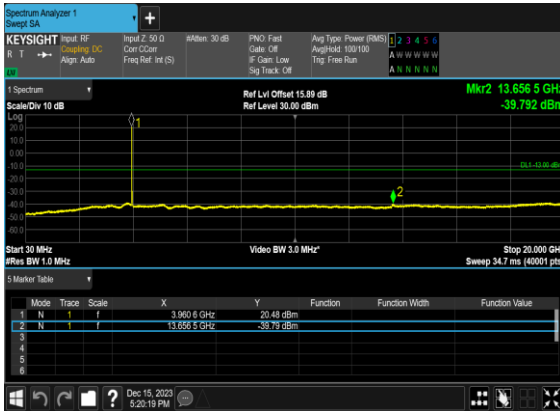 Spectrum Analyzer 1
Swept SA
+
KEYSIGHT
R T
Input: RF
Coupling: DC
Align: Auto
Input Z: 50 Ω
Corr CCorr
Freq Ref: Int (S)
#Atten: 30 dB
PNO: Fast
Gate: Off
IF Gain: Low
Sig Track: Off
Avg Type: Power (RMS)
Avg|Hold: 100/100
Trig: Free Run
1 2 3 4 5 6
A W W W W W
A N N N N N
1 Spectrum
Scale/Div 10 dB
Ref Lvl Offset 15.89 dB
Ref Level 30.00 dBm
Mkr2 13.656 5 GHz
-39.792 dBm
Log
20.0
10.0
0.00
-10.0
-20.0
-30.0
-40.0
-50.0
-60.0
1
2
DL1 -13.00 dBm
Start 30 MHz
#Res BW 1.0 MHz
Video BW 3.0 MHz*
Stop 20.000 GHz
Sweep 34.7 ms (40001 pts)
5 Marker Table
Mode Trace Scale X Y Function Function Width Function Value
1 N 1 f 3.960 6 GHz 20.48 dBm
2 N 1 f 13.656 5 GHz -39.79 dBm
3
4
5
6
?
Dec 15, 2023
5:20:19 PM